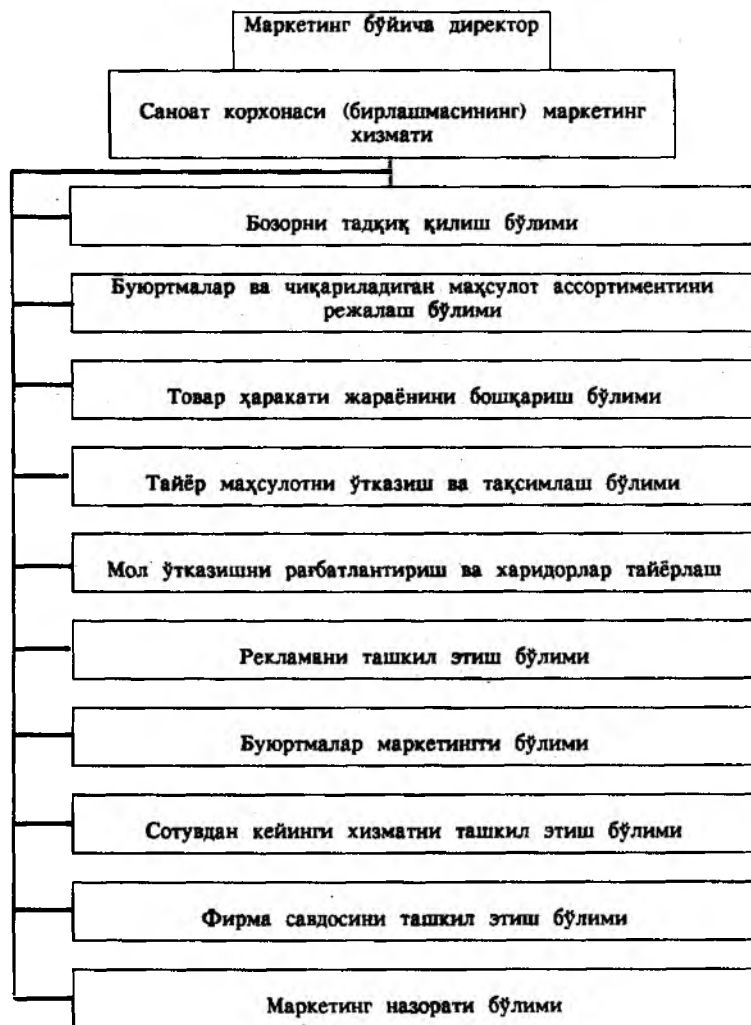 Маркетинг бўйича директор
Саноат корхонаси (бирлашмасининг) маркетинг
хизмати
Бозорни тадқиқ қилиш бўлими
Буюртмалар ва чиқариладиган маҳсулот ассортиментини
режалаш бўлими
Товар ҳаракати жараёнини бошқариш бўлими
Тайёр маҳсулотни ўтказиш ва тақсимлаш бўлими
Мол ўтказишни рағбатлантириш ва харидорлар тайёрлаш
Рекламани ташкил этиш бўлими
Буюртмалар маркетингги бўлими
Сотувдан кейинги хизматни ташкил этиш бўлими
Фирма савдосини ташкил этиш бўлими
Маркетинг назорати бўлими